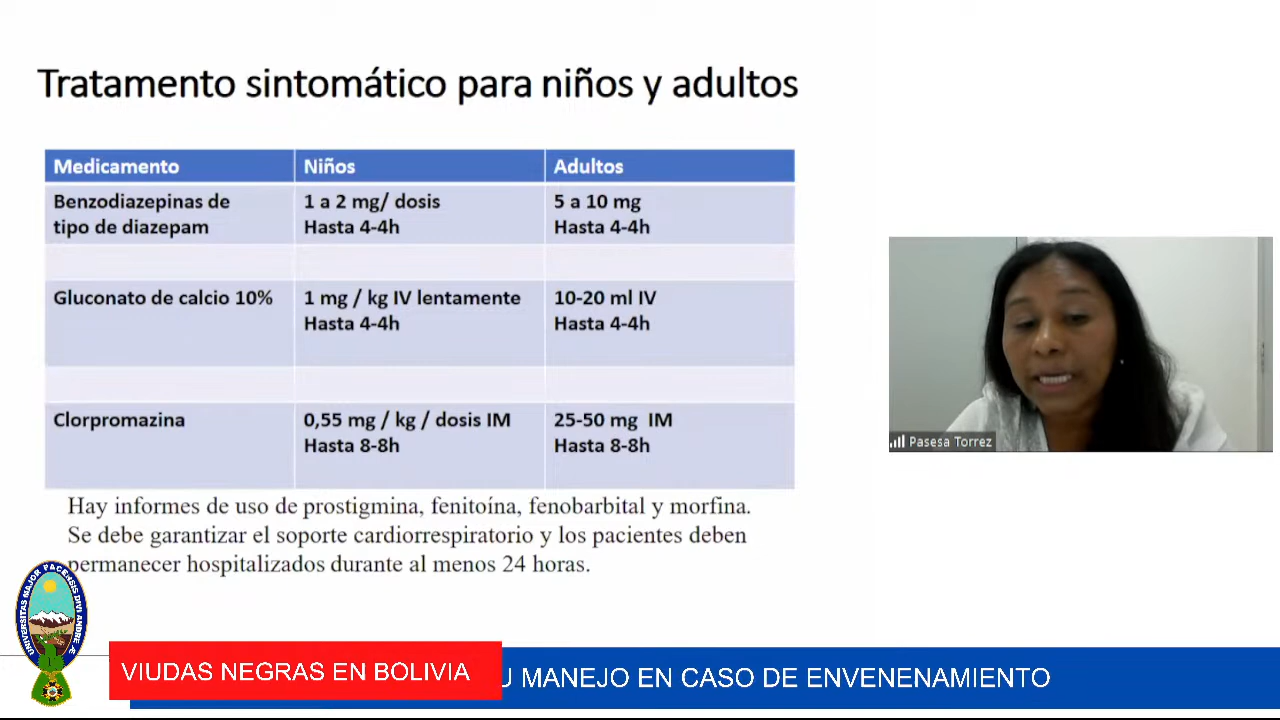 Tratamento sintomático para niños y adultos
Medicamento Niños Adultos
Benzodiazepinas de 1 a 2 mg/ dosis 5 a 10 mg
tipo de diazepam Hasta 4-4h Hasta 4-4h
Gluconato de calcio 10% 1 mg / kg IV lentamente 10-20 ml IV
Hasta 4-4h Hasta 4-4h
Clorpromazina 0,55 mg / kg / dosis IM 25-50 mg IM
Hasta 8-8h Hasta 8-8h
Hay informes de uso de prostigmina, fenitoína, fenobarbital y morfina.
Se debe garantizar el soporte cardiorrespiratorio y los pacientes deben
permanecer hospitalizados durante al menos 24 horas.
Pasesa Torrez
UNIVERSITAS MAJOR PACENSIS DIVI ANDRE Æ
VIUDAS NEGRAS EN BOLIVIA
U MANEJO EN CASO DE ENVENENAMIENTO